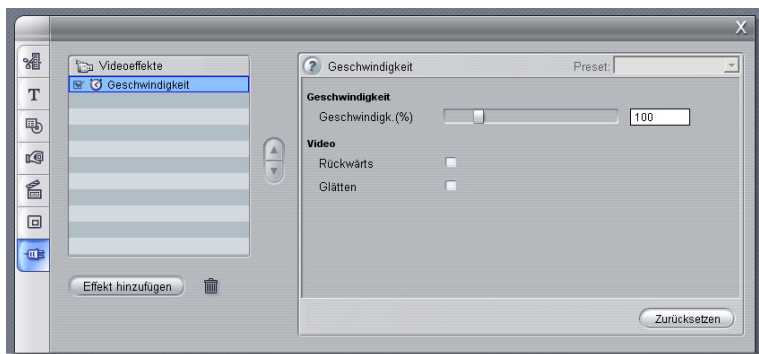 X
Videoeffekte
Geschwindigkeit
Effekt hinzufügen
T
? Geschwindigkeit Preset:
Geschwindigkeit
Geschwindigk.(%) 100
Video
Rückwärts
Glätten
Zurücksetzen